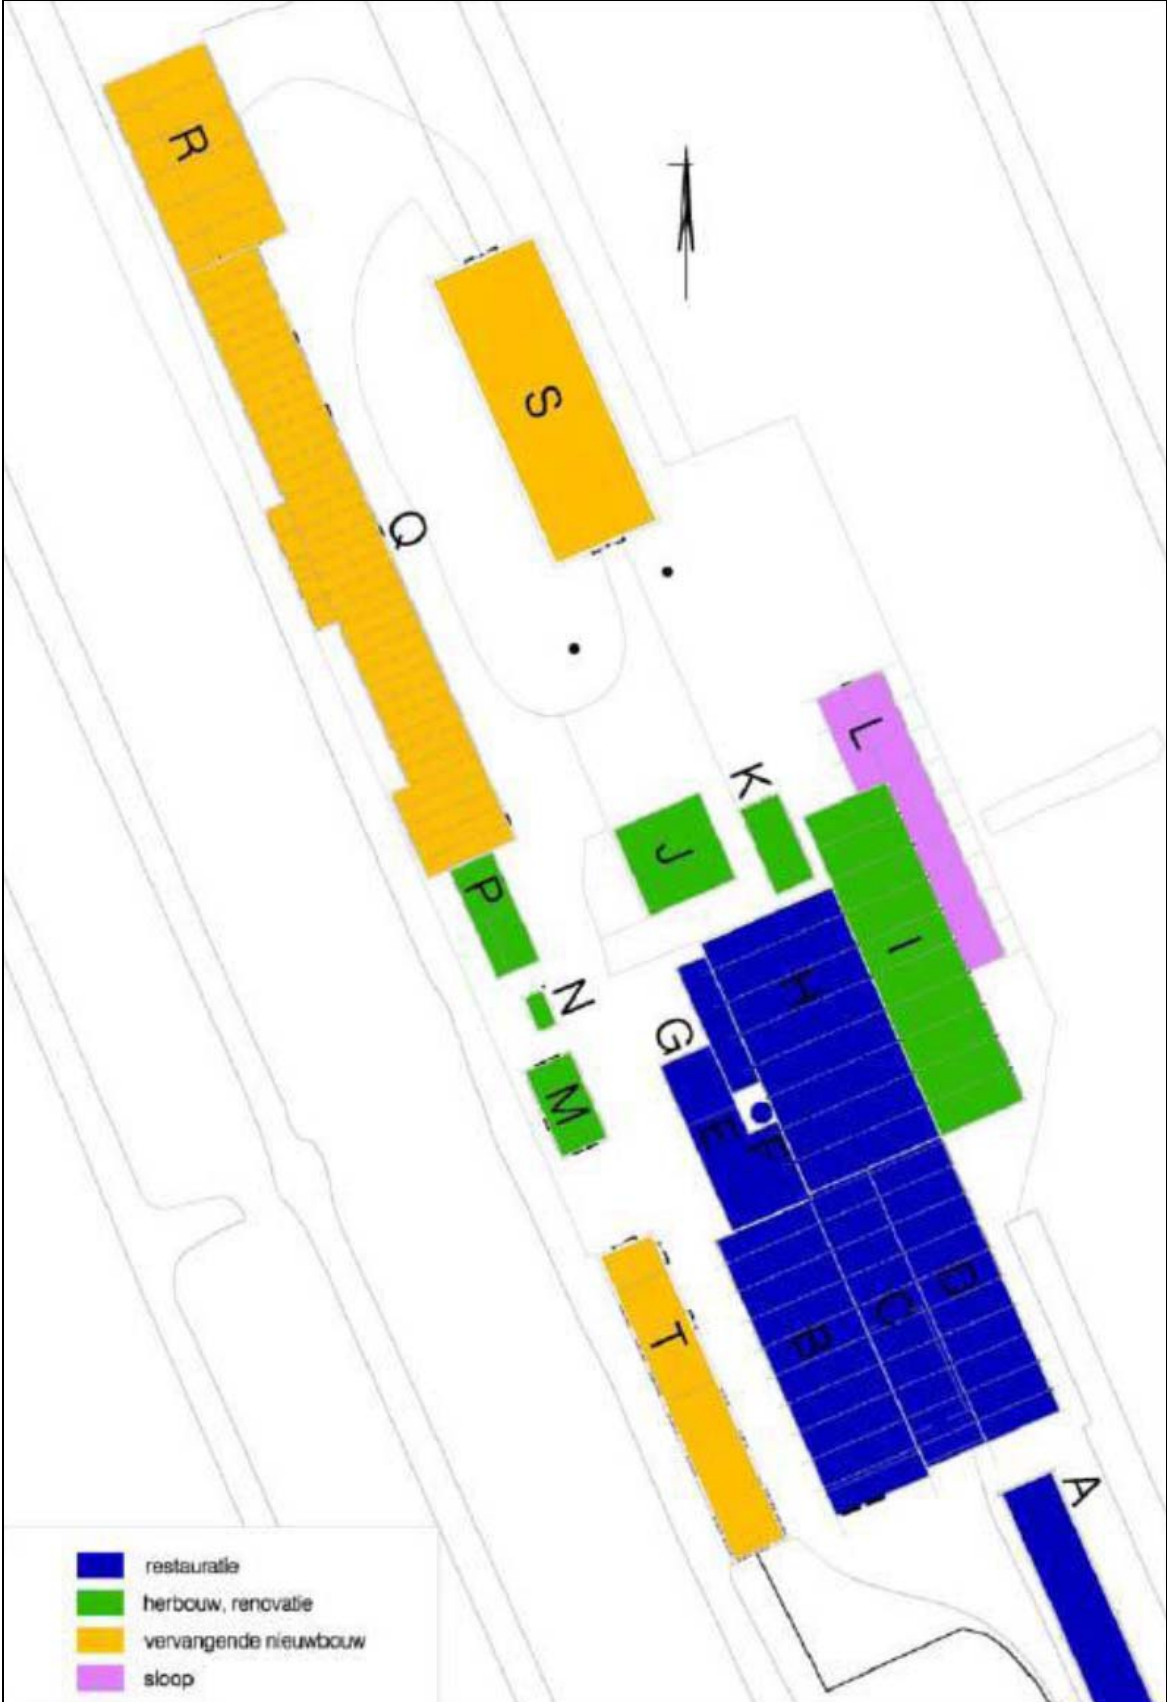 R
S
Q
L
K
J
P
I
H
N
G
M
E
F
D
C
B
T
A
restauratie
herbouw, renovatie
vervangende nieuwbouw
sloop